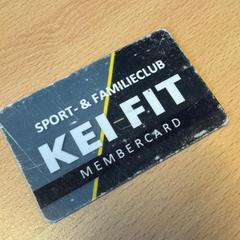 SPORT- & FAMILIECLUB
KEI FIT
MEMBERCARD